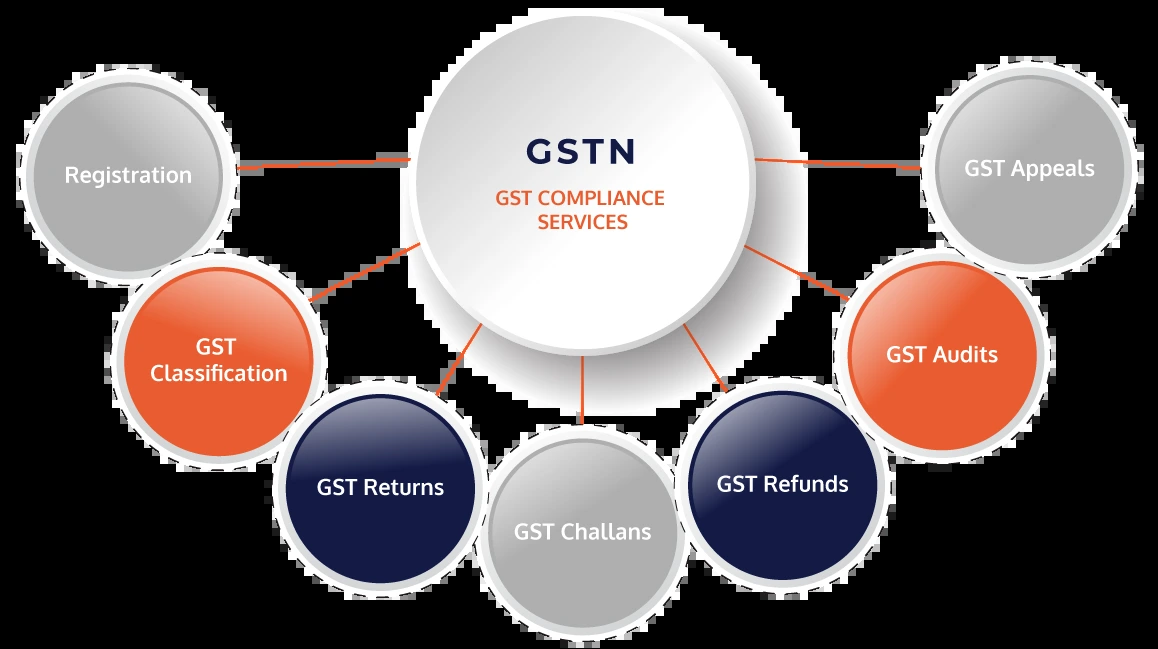 GSTN
GST COMPLIANCE
SERVICES
Registration
GST
Classification
GST Returns
GST Challans
GST Refunds
GST Audits
GST Appeals